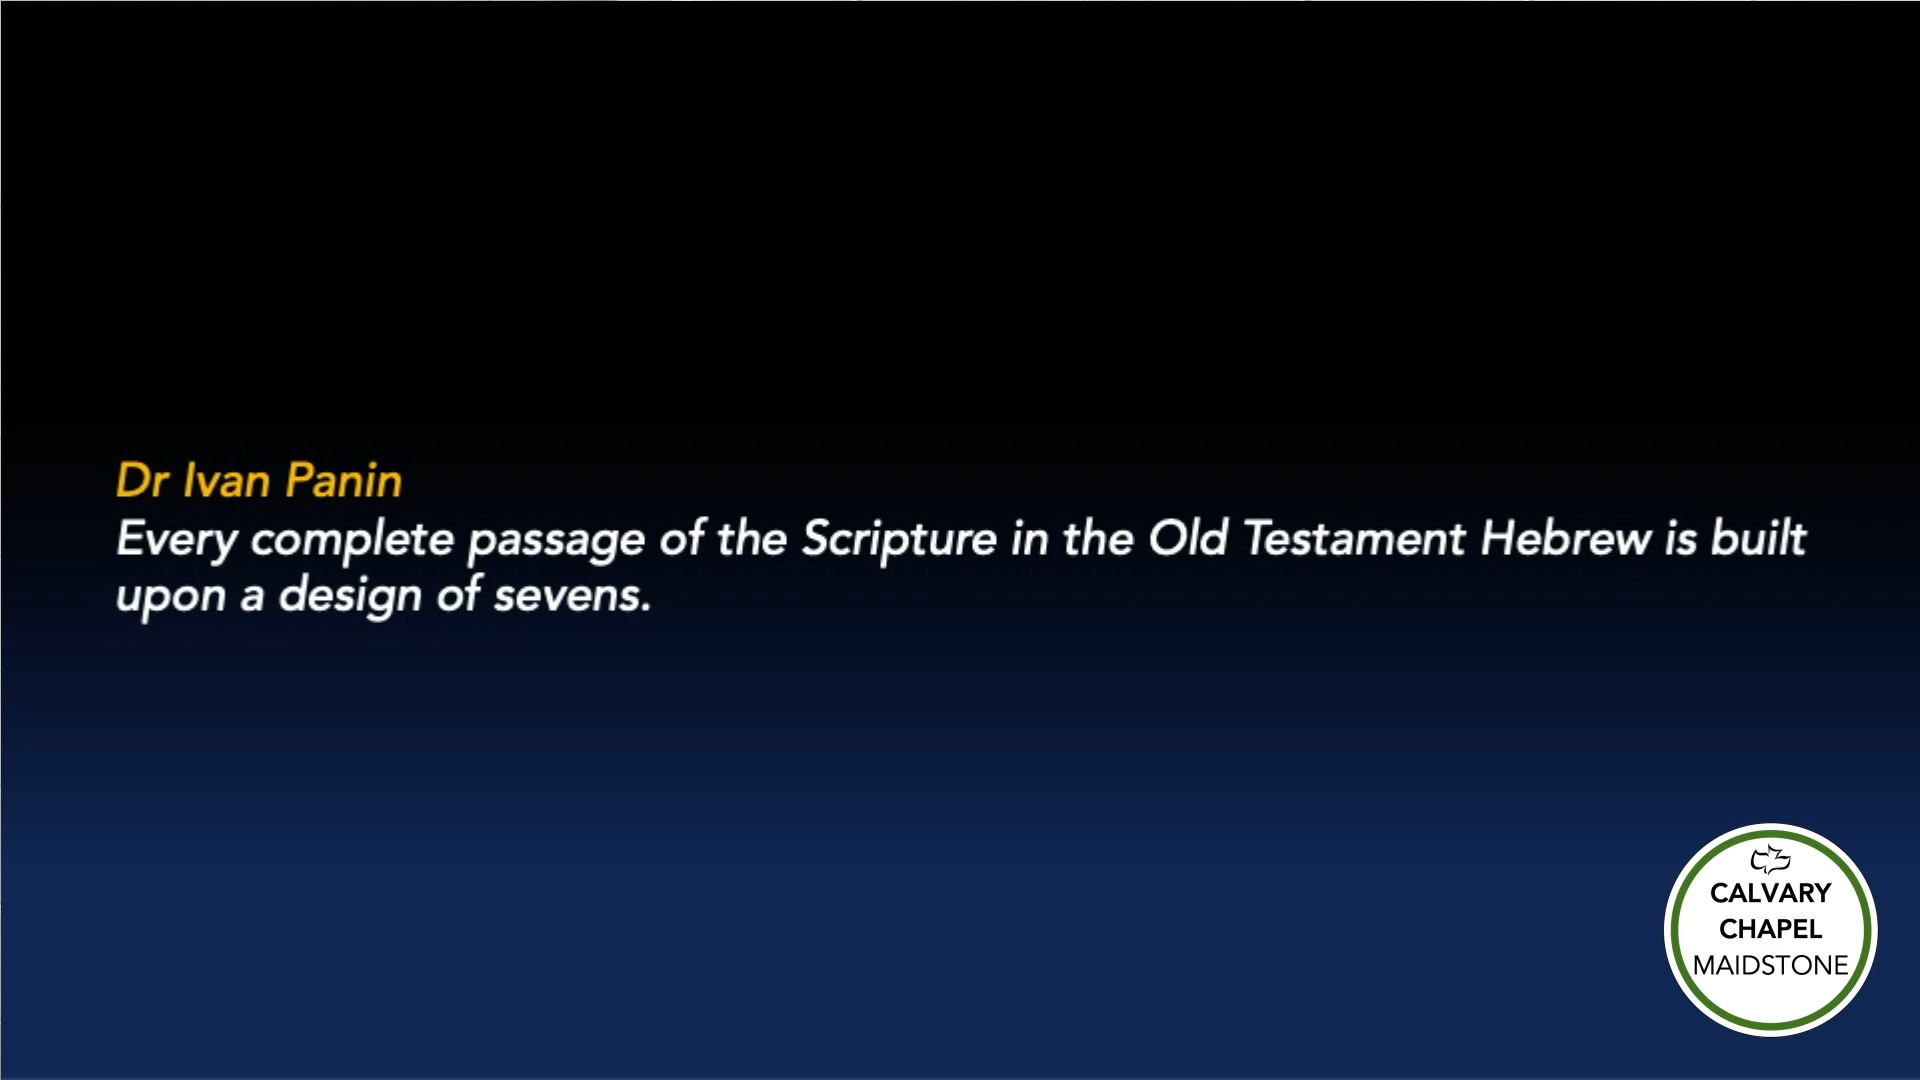 Dr Ivan Panin
Every complete passage of the Scripture in the Old Testament Hebrew is built
upon a design of sevens.
CALVARY
CHAPEL
MAIDSTONE